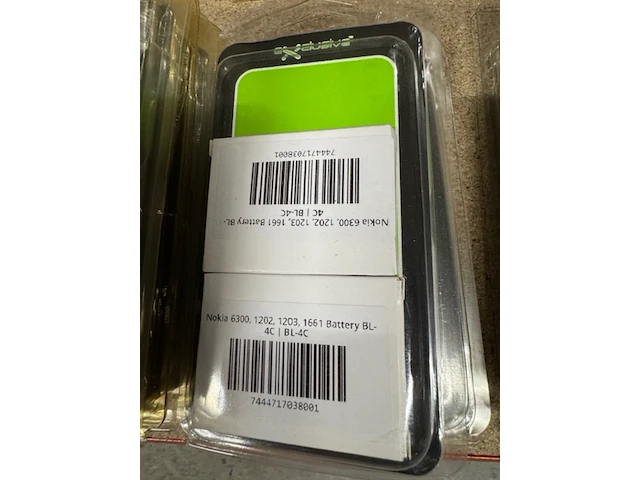 exclusive
7444717038001
Nokia 6300, 1202, 1203, 1661 Battery BL-
4C | BL-4C
Nokia 6300, 1202, 1203, 1661 Battery BL-
4C | BL-4C
7444717038001